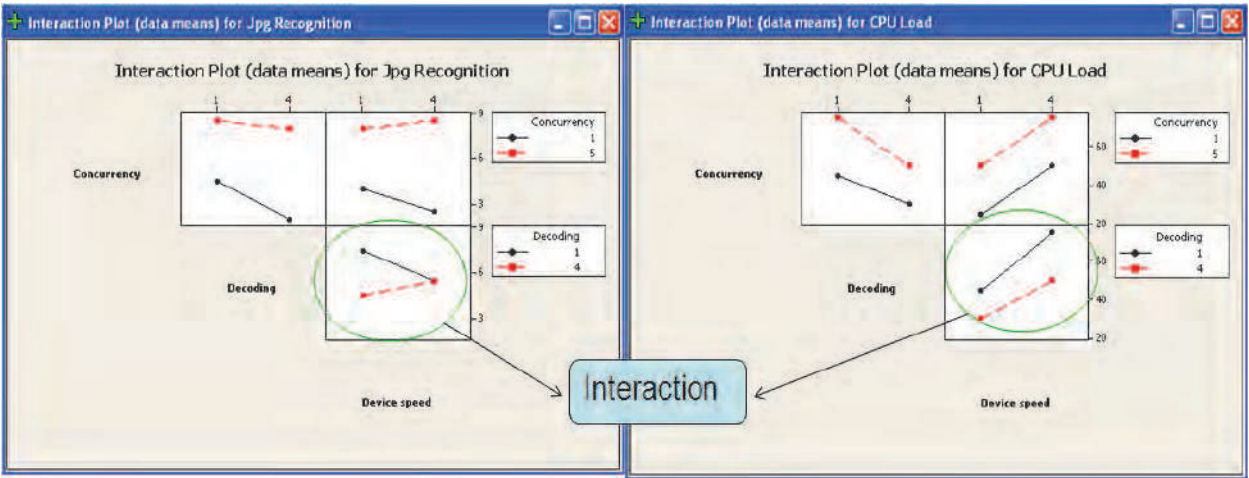 Interaction Plot (data means) for Jpg Recognition
Interaction Plot (data means) for Jpg Recognition
1 4 1 4
9
6
3
Concurrency
Concurrency
1
5
9
6
3
Decoding
Decoding
1
4
Device speed
Interaction Plot (data means) for CPU Load
Interaction Plot (data means) for CPU Load
1 4 1 4
60
40
20
Concurrency
Concurrency
1
5
60
40
20
Decoding
Decoding
1
4
Device speed
Interaction